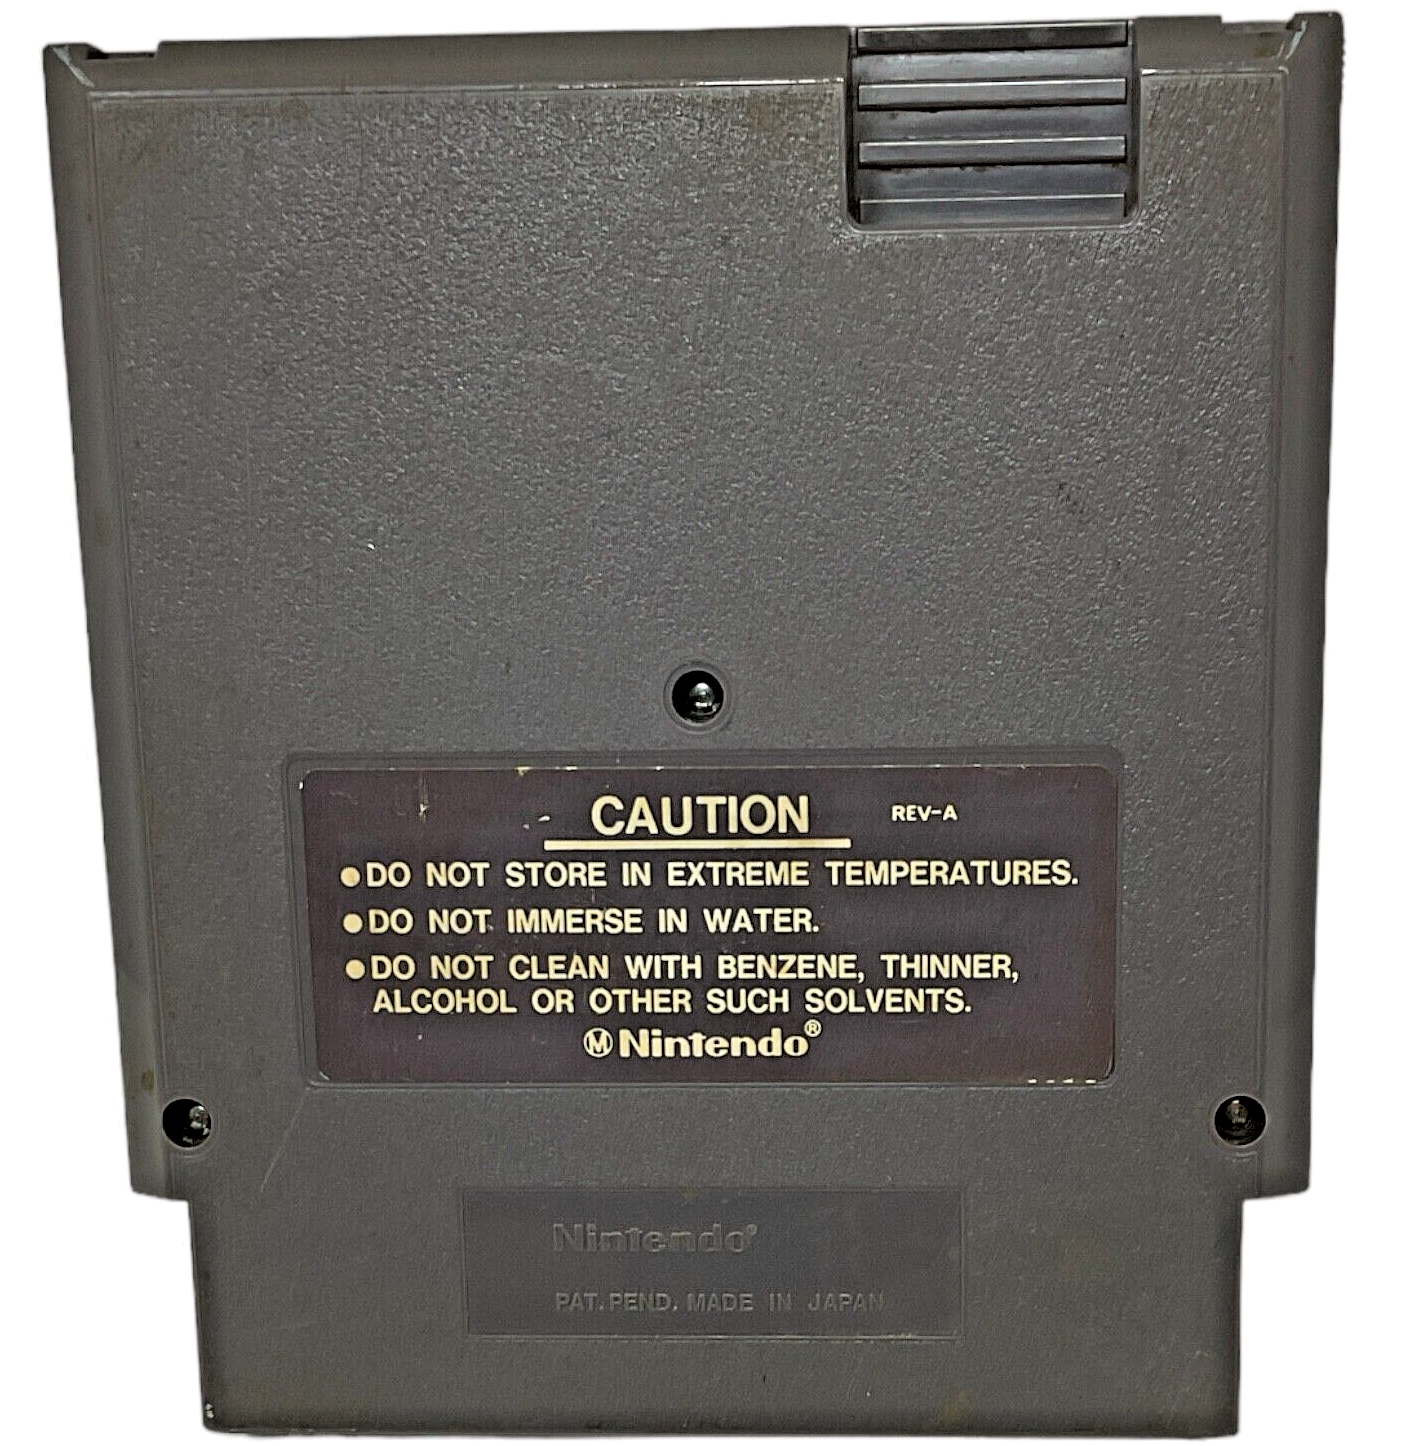 CAUTION REV-A
●DO NOT STORE IN EXTREME TEMPERATURES.
●DO NOT IMMERSE IN WATER.
●DO NOT CLEAN WITH BENZENE, THINNER,
ALCOHOL OR OTHER SUCH SOLVENTS.
Ⓜ Nintendo®
Nintendo®
PAT. PEND. MADE IN JAPAN